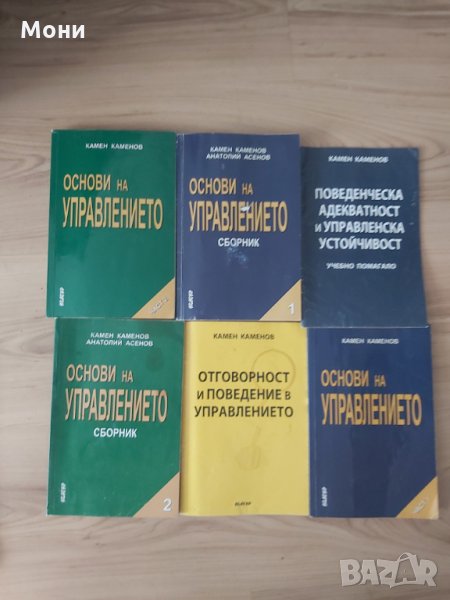 Мони
КАМЕН КАМЕНОВ
ОСНОВИ НА
УПРАВЛЕНИЕТО
КАМЕН КАМЕНОВ
АНАТОЛИЙ АСЕНОВ
ОСНОВИ НА
УПРАВЛЕНИЕТО
СБОРНИК
1
КАМЕН КАМЕНОВ
ПОВЕДЕНЧЕСКА
АДЕКВАТНОСТ
И УПРАВЛЕНСКА
УСТОЙЧИВОСТ
УЧЕБНО ПОМАГАЛО
КАМЕН КАМЕНОВ
АНАТОЛИЙ АСЕНОВ
ОСНОВИ НА
УПРАВЛЕНИЕТО
СБОРНИК
2
КАМЕН КАМЕНОВ
ОТГОВОРНОСТ
И ПОВЕДЕНИЕ В
УПРАВЛЕНИЕТО
КАМЕН КАМЕНОВ
ОСНОВИ НА
УПРАВЛЕНИЕТО
BAZAR